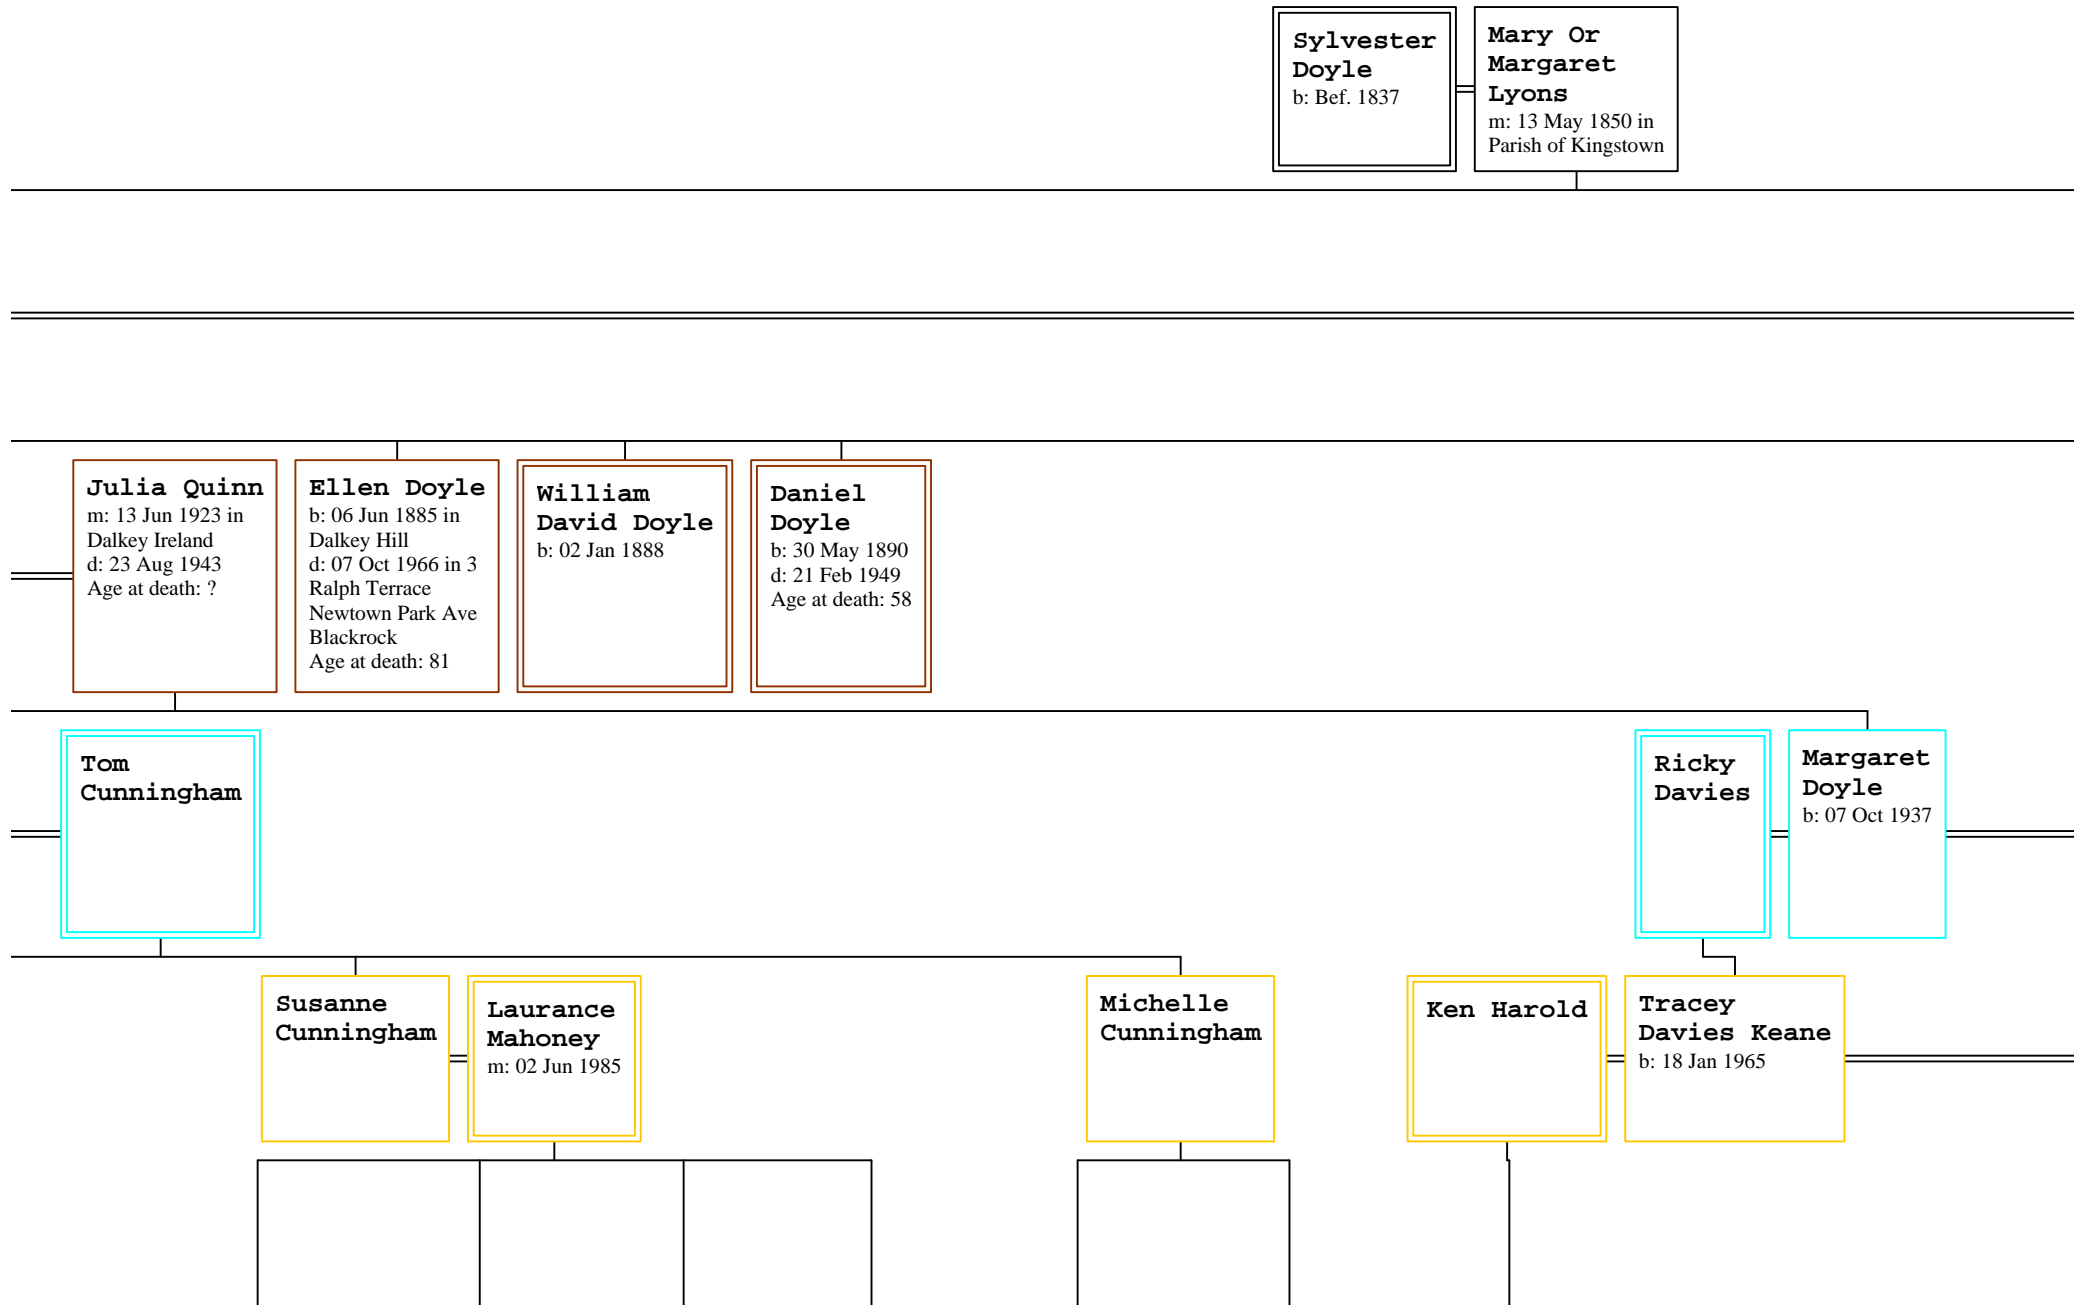 Sylvester
Doyle
b: Bef. 1837
Mary Or
Margaret
Lyons
m: 13 May 1850 in
Parish of Kingstown
Julia Quinn
m: 13 Jun 1923 in
Dalkey Ireland
d: 23 Aug 1943
Age at death: ?
Ellen Doyle
b: 06 Jun 1885 in
Dalkey Hill
d: 07 Oct 1966 in 3
Ralph Terrace
Newtown Park Ave
Blackrock
Age at death: 81
William
David Doyle
b: 02 Jan 1888
Daniel
Doyle
b: 30 May 1890
d: 21 Feb 1949
Age at death: 58
Tom
Cunningham
Ricky
Davies
Margaret
Doyle
b: 07 Oct 1937
Susanne
Cunningham
Laurance
Mahoney
m: 02 Jun 1985
Michelle
Cunningham
Ken Harold
Tracey
Davies Keane
b: 18 Jan 1965